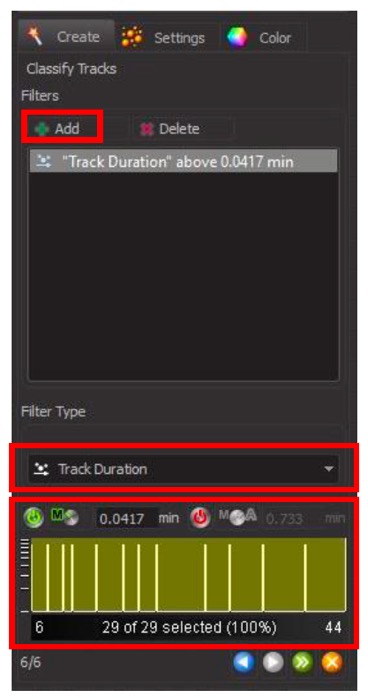 Create Settings Color
Classify Tracks
Filters
Add Delete
"Track Duration" above 0.0417 min
Filter Type
Track Duration
M 0.0417 min M A 0.733 min
6 29 of 29 selected (100%) 44
6/6